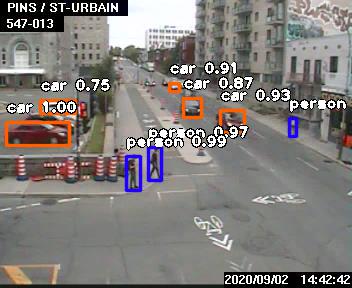 PINS / ST-URBAIN
547-013
car 0.91
car 0.75
car 0.87
car 0.93
car 1.00
person
person 0.97
person 0.99
2020/09/02 14:42:42